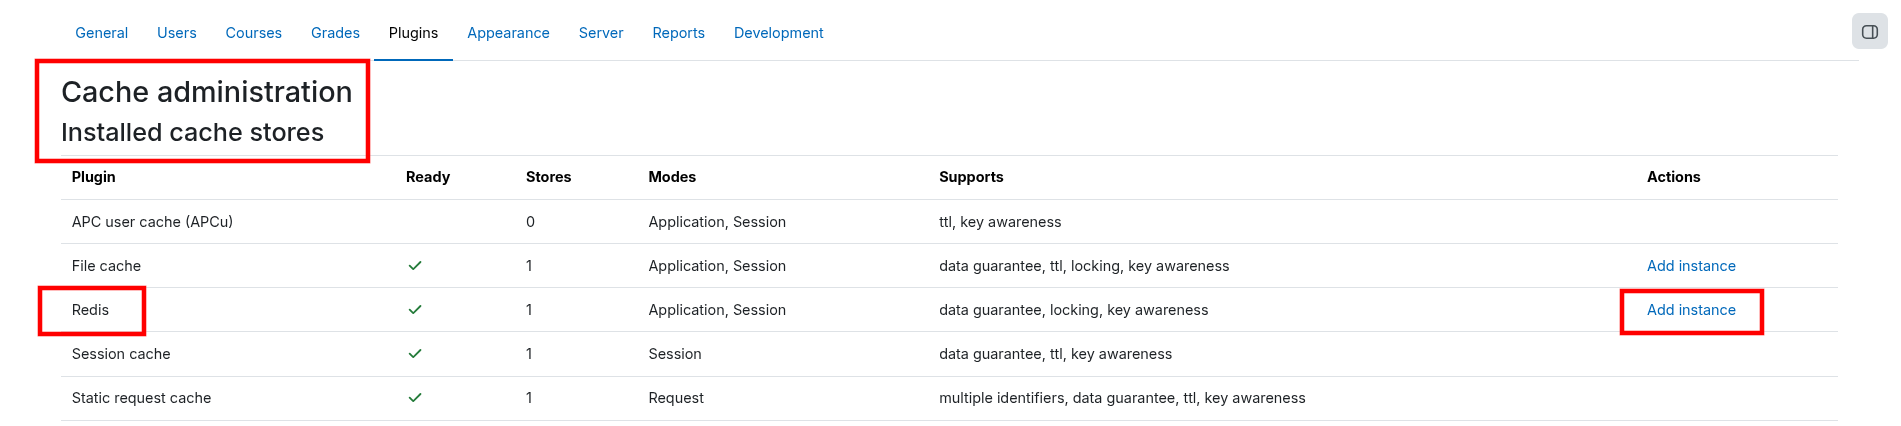 General Users Courses Grades Plugins Appearance Server Reports Development
Cache administration
Installed cache stores
Plugin Ready Stores Modes Supports Actions
APC user cache (APCu) 0 Application, Session ttl, key awareness
File cache 1 Application, Session data guarantee, ttl, locking, key awareness Add instance
Redis 1 Application, Session data guarantee, locking, key awareness Add instance
Session cache 1 Session data guarantee, ttl, key awareness
Static request cache 1 Request multiple identifiers, data guarantee, ttl, key awareness